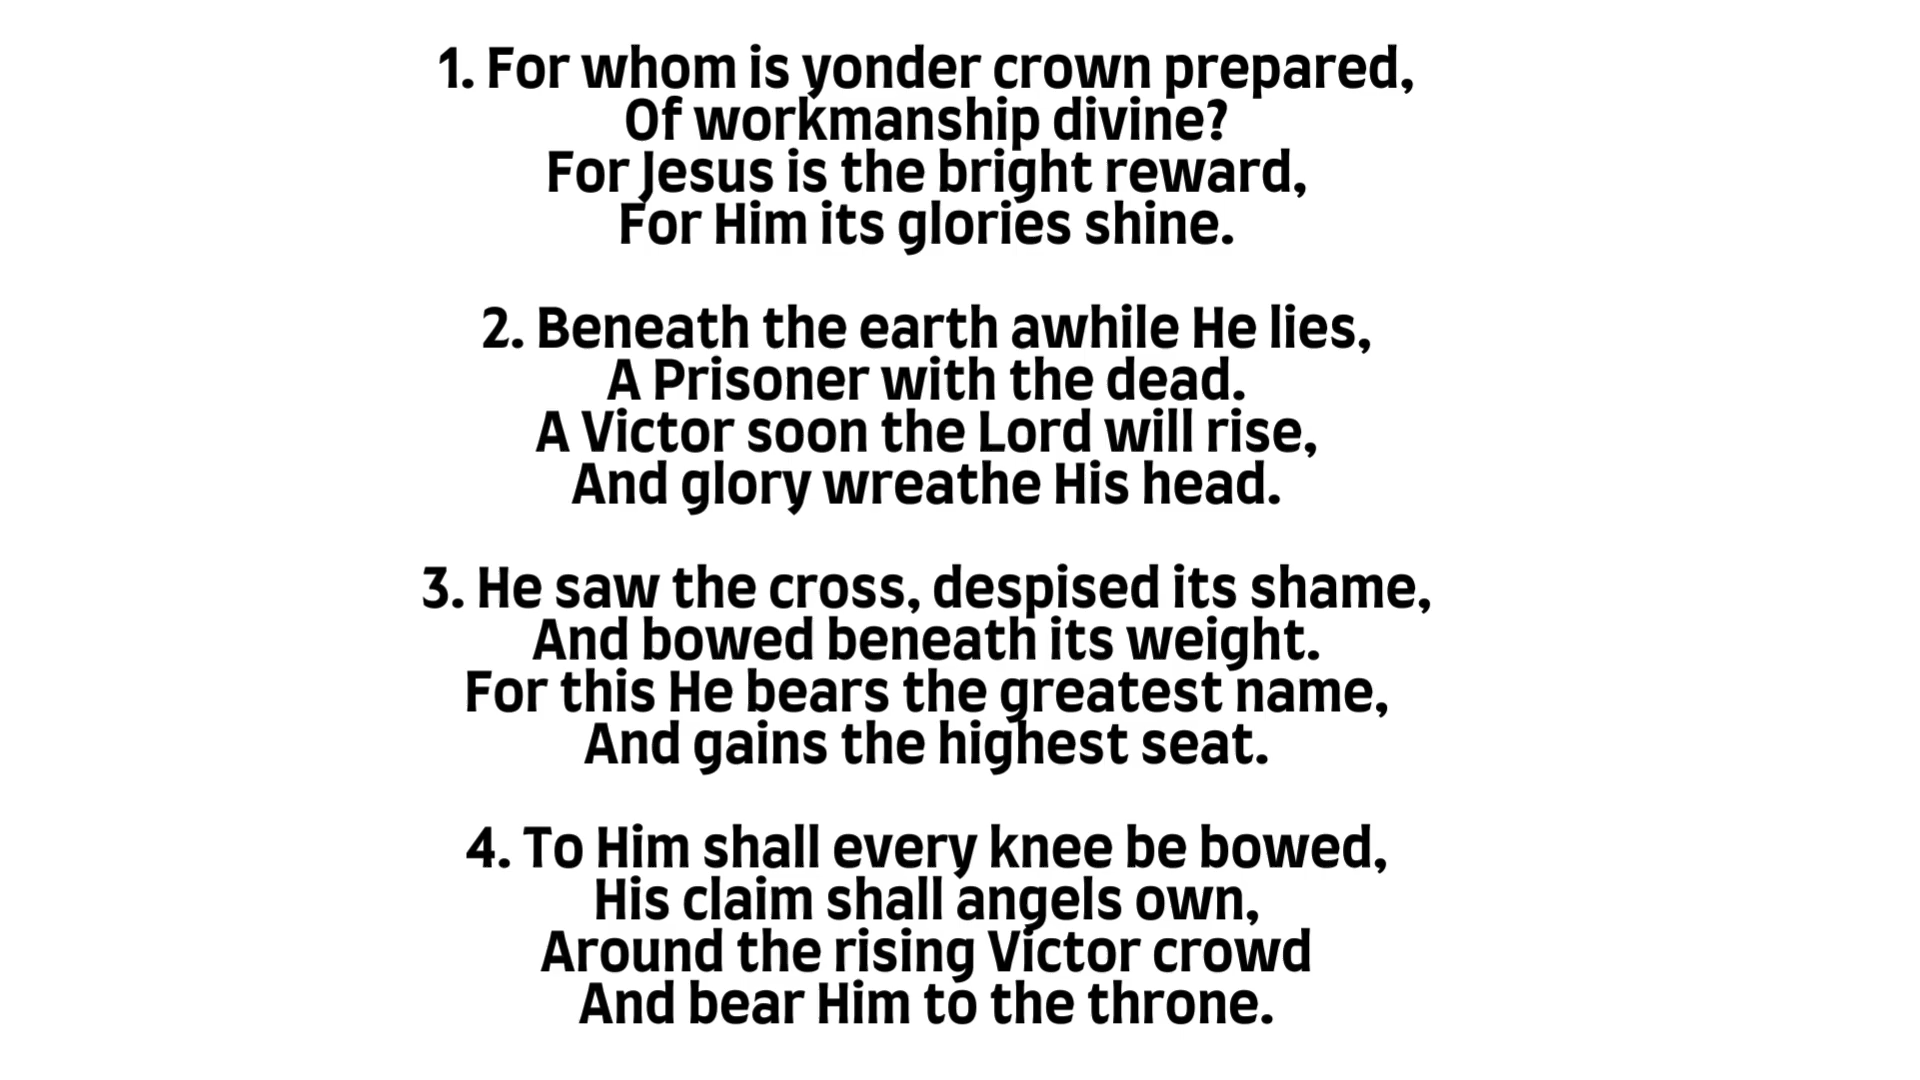 1. For whom is yonder crown prepared,
Of workmanship divine?
For Jesus is the bright reward,
For Him its glories shine.
2. Beneath the earth awhile He lies,
A Prisoner with the dead.
A Victor soon the Lord will rise,
And glory wreathe His head.
3. He saw the cross, despised its shame,
And bowed beneath its weight.
For this He bears the greatest name,
And gains the highest seat.
4. To Him shall every knee be bowed,
His claim shall angels own,
Around the rising Victor crowd
And bear Him to the throne.